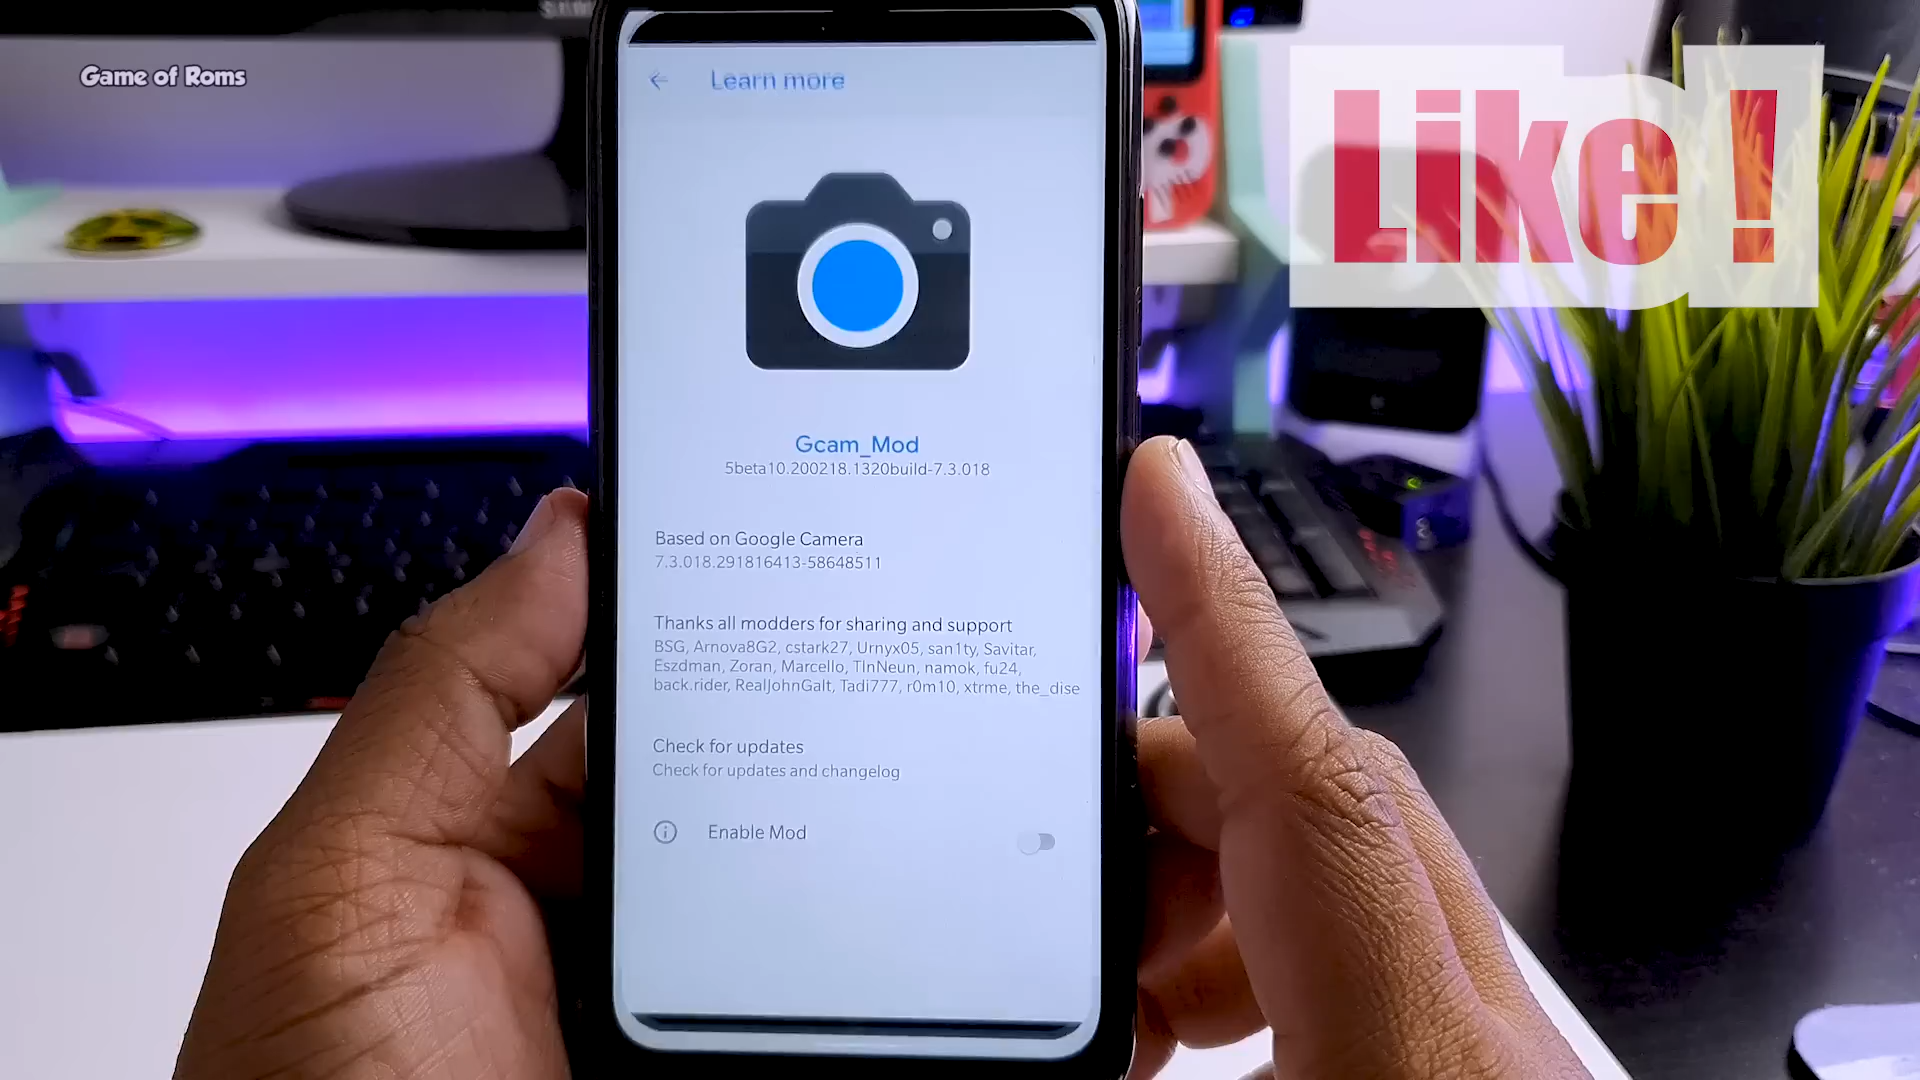 Game of Roms
Like !
Learn more
Gcam_Mod
5beta10.200218.1320build-7.3.018
Based on Google Camera
7.3.018.291816413-58648511
Thanks all modders for sharing and support
BSG, Arnova8G2, cstark27, Urnyx05, san1ty, Savitar,
Eszdman, Zoran, Marcello, TlnNeun, namok, fu24,
back.rider, RealJohnGalt, Tadi777, r0m10, xtrme, the_dise
Check for updates
Check for updates and changelog
Enable Mod